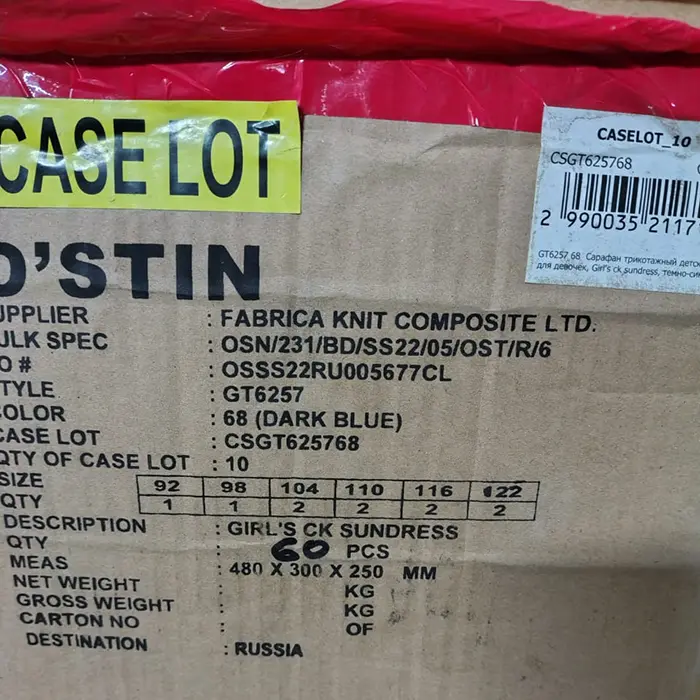 CASE LOT
CASELOT_10
CSGT625768
2 990035 2117
GT6257 68 Сарафан трикотажный детск
для девочек, Girl's ck sundress, темно-си
O'STIN
UPPLIER : FABRICA KNIT COMPOSITE LTD.
ULK SPEC : OSN/231/BD/SS22/05/OST/R/6
O # : OSSS22RU005677CL
TYLE : GT6257
COLOR : 68 (DARK BLUE)
CASE LOT : CSGT625768
QTY OF CASE LOT : 10
SIZE 92 98 104 110 116 122
QTY 1 1 2 2 2 2
DESCRIPTION : GIRL'S CK SUNDRESS
QTY : 60 PCS
MEAS : 480 X 300 X 250 MM
NET WEIGHT : KG
GROSS WEIGHT : KG
CARTON NO : OF
DESTINATION : RUSSIA